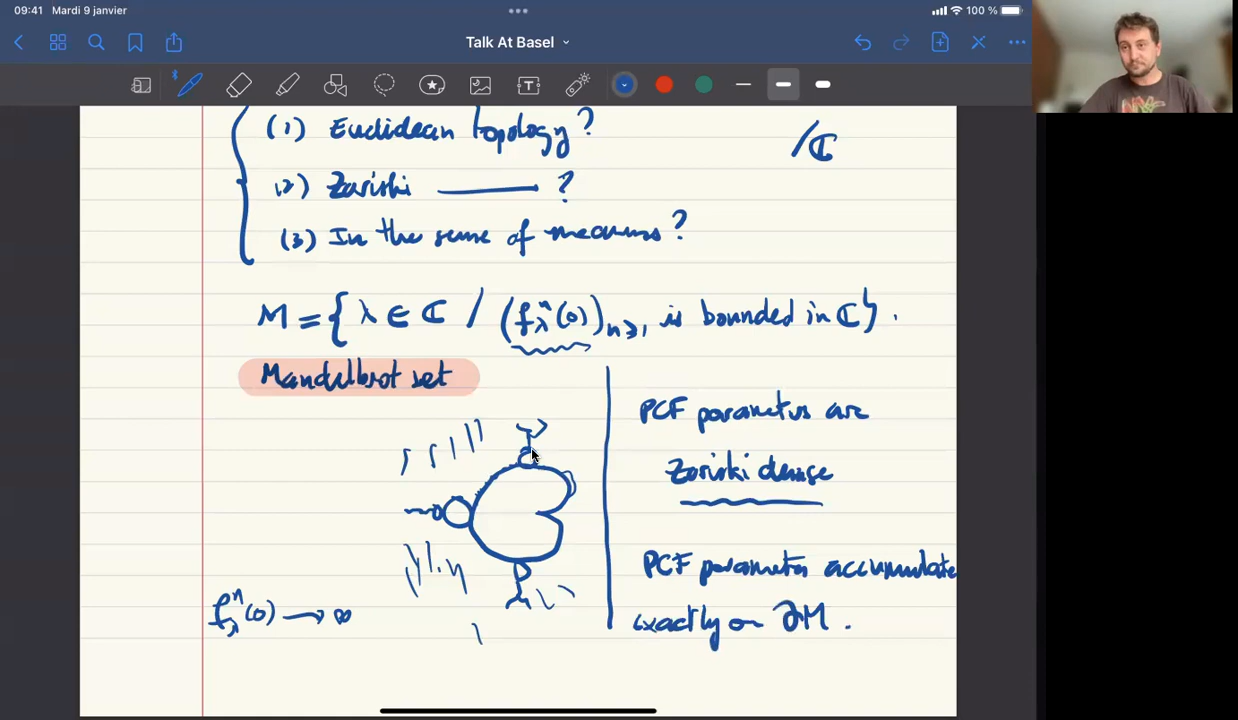 09:41 Mardi 9 janvier
100 %
Talk At Basel
(1) Euclidean topology?
/ℂ
(2) Zariski ——— ?
(3) In the sense of measures?
M = { λ ∈ ℂ / (f_λ^n(0))_{n≥1} is bounded in ℂ}.
Mandelbrot set
PCF parameters are
Zariski dense
PCF parameters accumulate
exactly on ∂M.
f_λ^n(0) → ∞